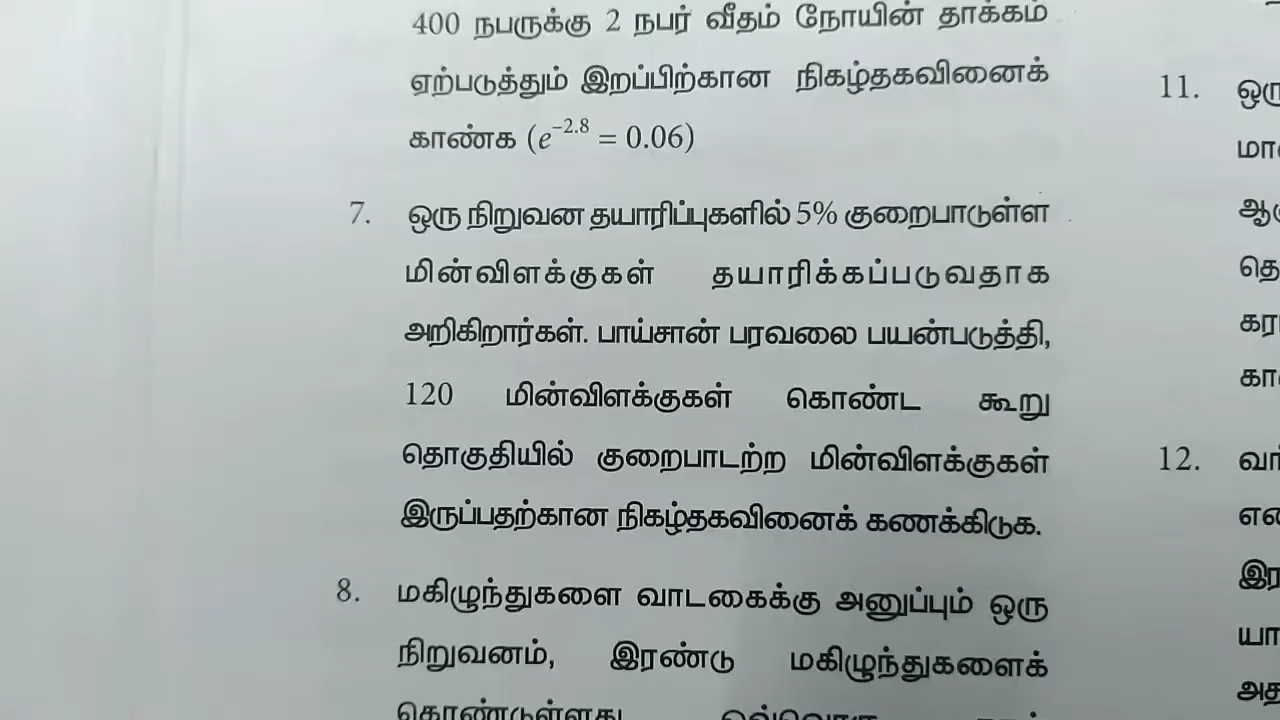 400 நபருக்கு 2 நபர் வீதம் நோயின் தாக்கம்
ஏற்படுத்தும் இறப்பிற்கான நிகழ்தகவினைக்
காண்க (e^-2.8 = 0.06)
7. ஒரு நிறுவன தயாரிப்புகளில் 5% குறைபாடுள்ள
மின்விளக்குகள் தயாரிக்கப்படுவதாக
அறிகிறார்கள். பாய்சான் பரவலை பயன்படுத்தி,
120 மின்விளக்குகள் கொண்ட கூறு
தொகுதியில் குறைபாடற்ற மின்விளக்குகள்
இருப்பதற்கான நிகழ்தகவினைக் கணக்கிடுக.
8. மகிழுந்துகளை வாடகைக்கு அனுப்பும் ஒரு
நிறுவனம், இரண்டு மகிழுந்துகளைக்
11.
12.